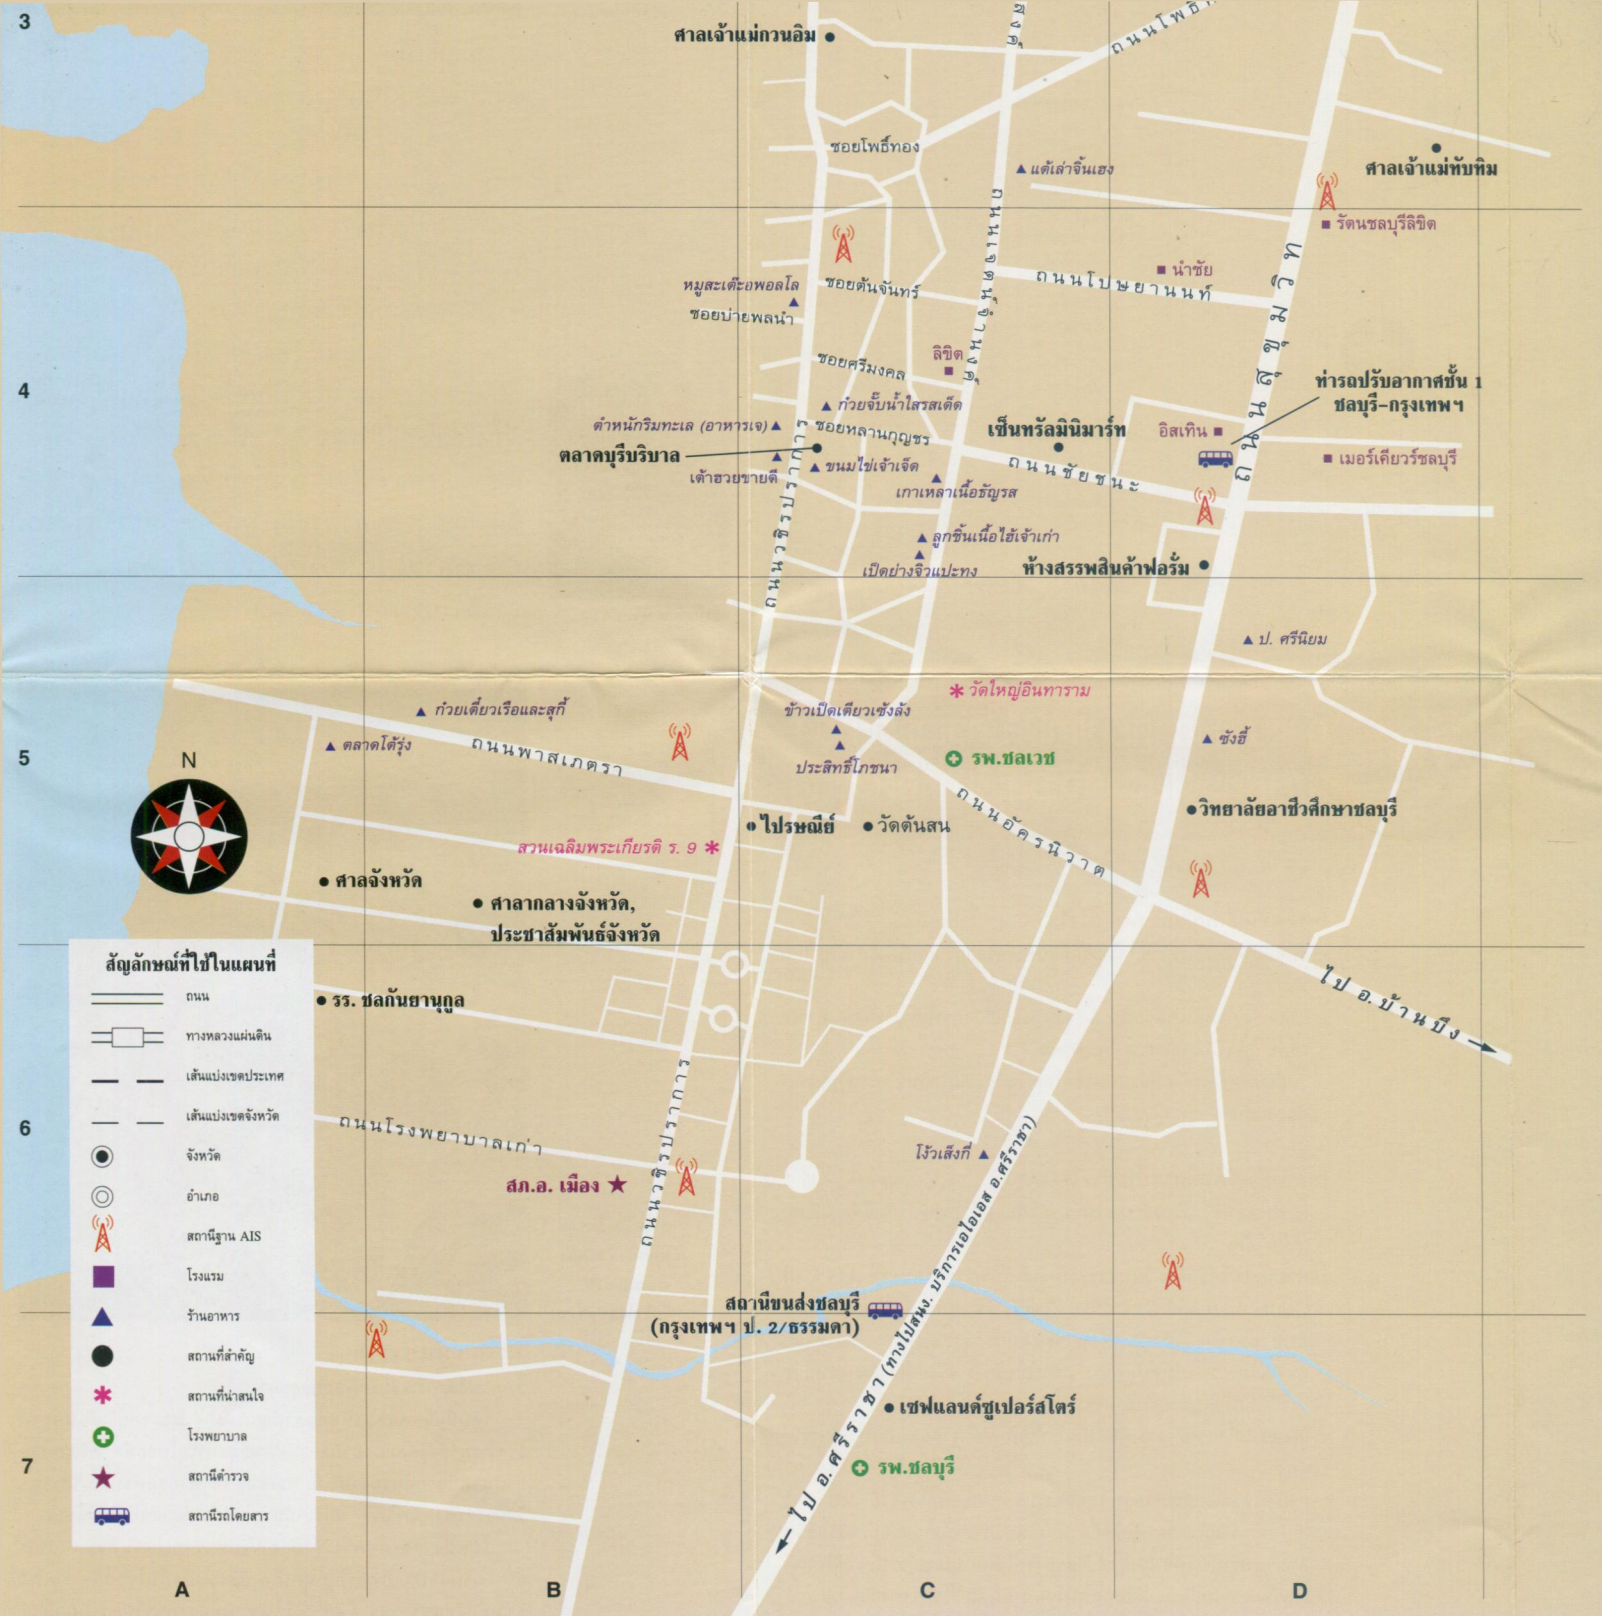 3
ศาลเจ้าแม่กวนอิม
ถนนโพธิ์ท
ซอยโพธิ์ทอง
แต้เล่าจิ้นเฮง
ศาลเจ้าแม่ทับทิม
รัตนชลบุรีลิขิต
ถนนเจตน์จำนงค์
นำชัย
ถนนโปษยานนท์
ถนนสุขุมวิท
หมูสะเต๊ะอพอลโล
ซอยต้นจันทร์
ซอยบ่ายพลนำ
ซอยศรีมงคล
ลิขิต
4
ท่ารถปรับอากาศชั้น 1
ชลบุรี-กรุงเทพฯ
ก๋วยจั๊บน้ำใสรสเด็ด
ตำหนักริมทะเล (อาหารเจ)
ซอยหลานกุญชร
เซ็นทรัลมินิมาร์ท
อิสเทิน
ตลาดบุรีบริบาล
ขนมไข่เจ้าเจ็ด
ถนนชัยชนะ
เมอร์เคียวร์ชลบุรี
เต้าฮวยขายดี
เกาเหลาเนื้อธัญรส
ถนนวชิรปราการ
ลูกชิ้นเนื้อไฮ้เจ้าเก่า
เป็ดย่างจิวแปะทง
ห้างสรรพสินค้าฟอรั่ม
ป. ศรีนิยม
วัดใหญ่อินทาราม
ก๋วยเตี๋ยวเรือและสุกี้
ข้าวเป็ดเตียวเซ้งลัง
ตลาดโต้รุ่ง
ถนนพาสเภตรา
ซังฮี้
5
N
ประสิทธิ์โภชนา
รพ.ชลเวช
ถนนอัครนิวาต
วิทยาลัยอาชีวศึกษาชลบุรี
ไปรษณีย์
วัดต้นสน
สวนเฉลิมพระเกียรติ ร. 9
ศาลจังหวัด
ศาลากลางจังหวัด,
ประชาสัมพันธ์จังหวัด
ไป อ.บ้านบึง
รร. ชลกันยานุกูล
สัญลักษณ์ที่ใช้ในแผนที่
ถนน
ทางหลวงแผ่นดิน
เส้นแบ่งเขตประเทศ
เส้นแบ่งเขตจังหวัด
จังหวัด
อำเภอ
สถานีฐาน AIS
โรงแรม
ร้านอาหาร
สถานที่สำคัญ
สถานที่น่าสนใจ
โรงพยาบาล
สถานีตำรวจ
สถานีรถโดยสาร
6
ถนนโรงพยาบาลเก่า
ถนนวชิรปราการ
สภ.อ. เมือง
โง้วเส็งกี่
สถานีขนส่งชลบุรี
(กรุงเทพฯ ป. 2/ธรรมดา)
ไป อ.ศรีราชา (ทางไปสนง. บริการเอไอเอส อ.ศรีราชา)
เซฟแลนด์ซูเปอร์สโตร์
รพ.ชลบุรี
7
A
B
C
D